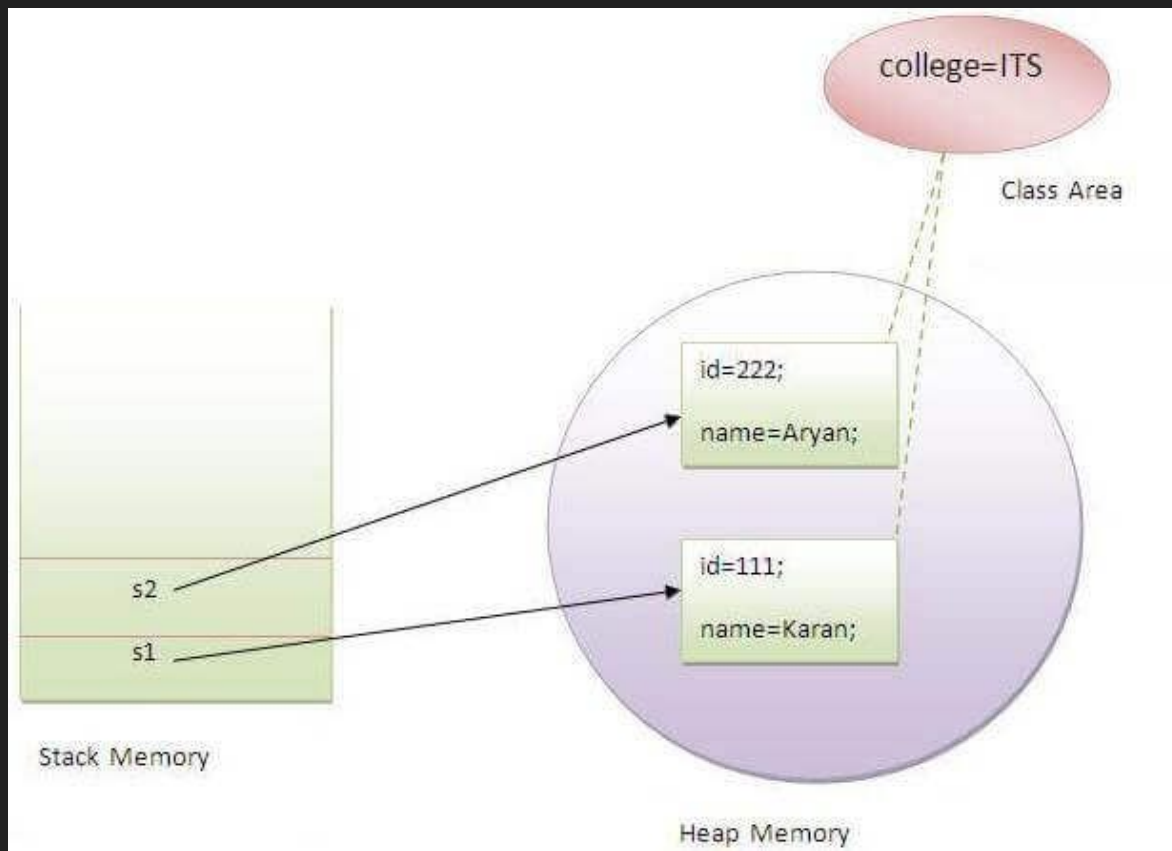 college=ITS
Class Area
id=222;
name=Aryan;
s2
id=111;
name=Karan;
s1
Stack Memory
Heap Memory